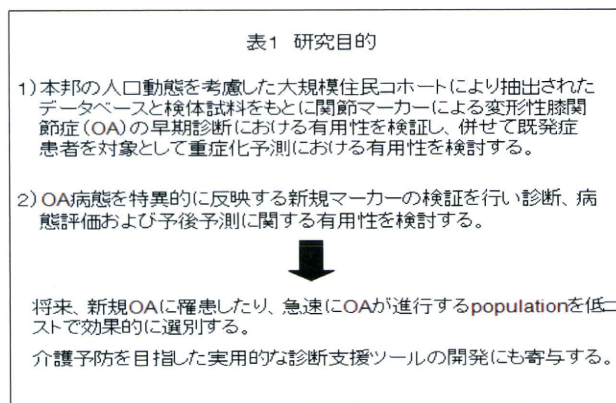 表1 研究目的
1)本邦の人口動態を考慮した大規模住民コホートにより抽出された
データベースと検体試料をもとに関節マーカーによる変形性膝関
節症(OA)の早期診断における有用性を検証し、併せて既発症
患者を対象として重症化予測における有用性を検討する。
2)OA病態を特異的に反映する新規マーカーの検証を行い診断、病
態評価および予後予測に関する有用性を検討する。
将来、新規OAに罹患したり、急速にOAが進行するpopulationを低コ
ストで効果的に選別する。
介護予防を目指した実用的な診断支援ツールの開発にも寄与する。